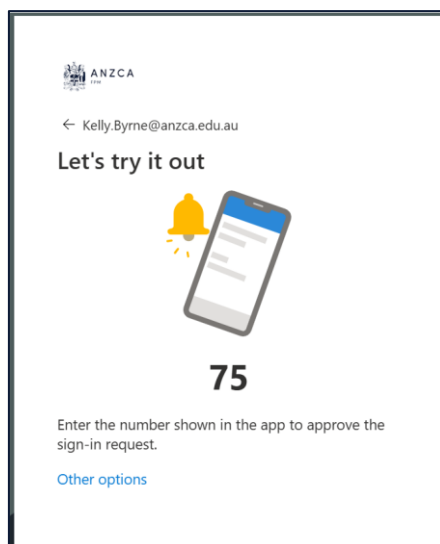 ANZCA
FPM
← Kelly.Byrne@anzca.edu.au
Let's try it out
75
Enter the number shown in the app to approve the
sign-in request.
Other options